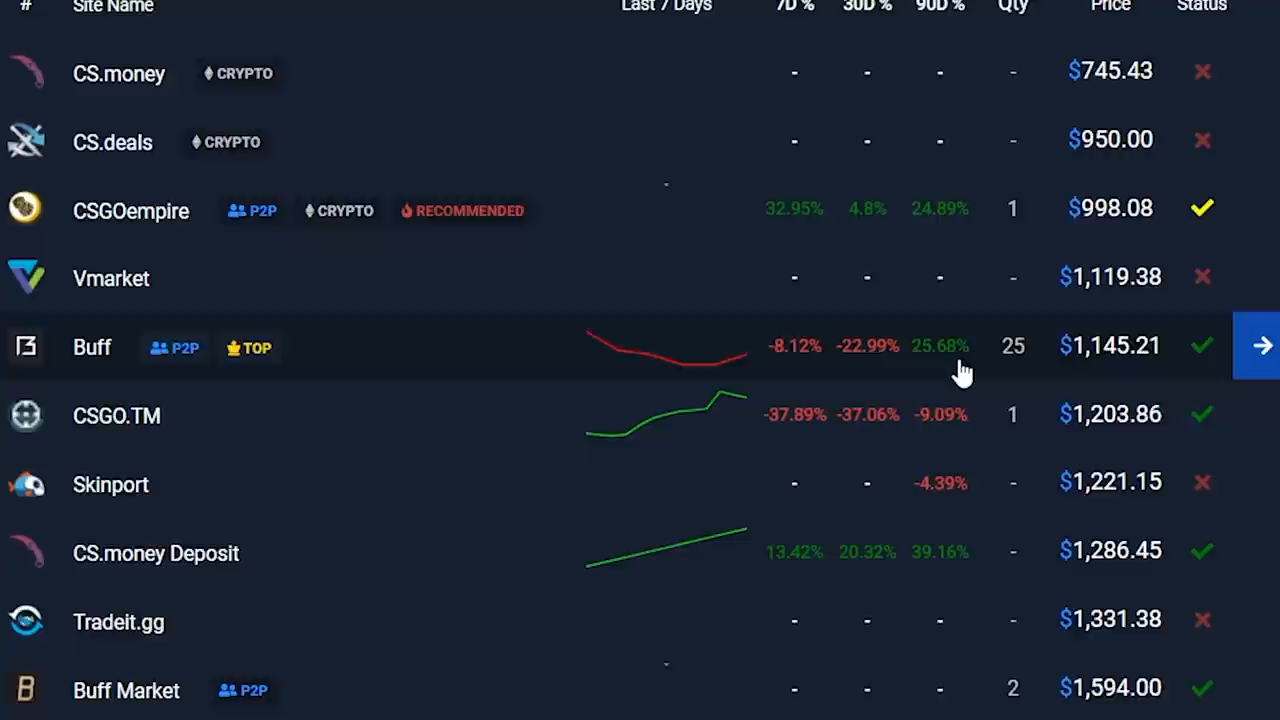 # Site Name Last 7 Days 7D % 30D % 90D % Qty Price Status
CS.money CRYPTO - - - - $745.43
CS.deals CRYPTO - - - - $950.00
CSGOempire P2P CRYPTO RECOMMENDED - 32.95% 4.8% 24.89% 1 $998.08
Vmarket - - - - $1,119.38
Buff P2P TOP -8.12% -22.99% 25.68% 25 $1,145.21
CSGO.TM -37.89% -37.06% -9.09% 1 $1,203.86
Skinport - - -4.39% - $1,221.15
CS.money Deposit 13.42% 20.32% 39.16% - $1,286.45
Tradeit.gg - - - - $1,331.38
Buff Market P2P - - - - 2 $1,594.00